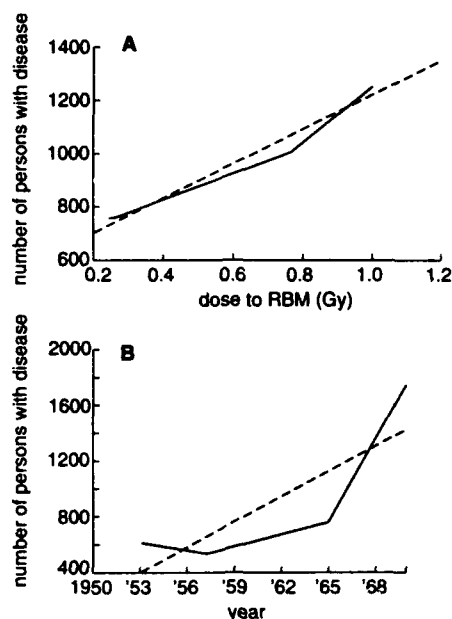 A
number of persons with disease
1400
1200
1000
800
600
0.2 0.4 0.6 0.8 1.0 1.2
dose to RBM (Gy)
B
number of persons with disease
2000
1600
1200
800
400
1950 '53 '56 '59 '62 '65 '68
year